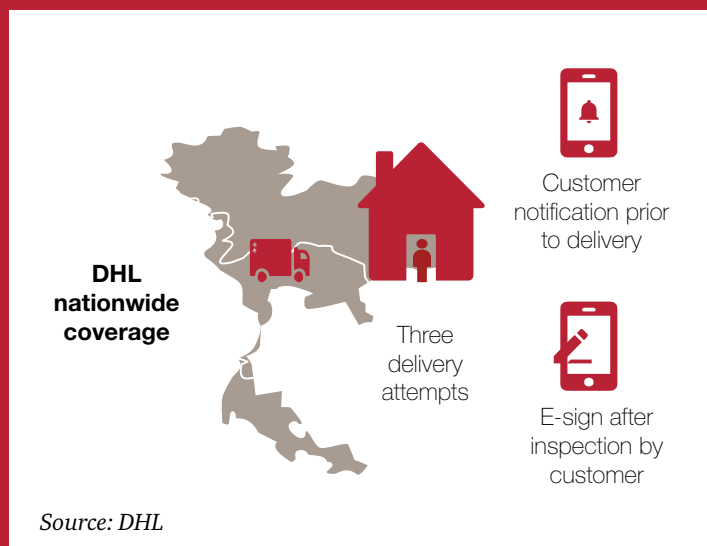 DHL
nationwide
coverage
Three
delivery
attempts
Customer
notification prior
to delivery
E-sign after
inspection by
customer
Source: DHL